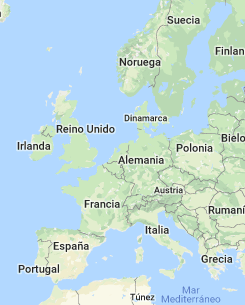 Suecia
Finlan
Noruega
Dinamarca
Reino Unido
Irlanda
Bielo
Polonia
Alemania
Austria
Francia
Rumaní
Italia
España
Portugal
Grecia
Túnez
Mar
Mediterráneo